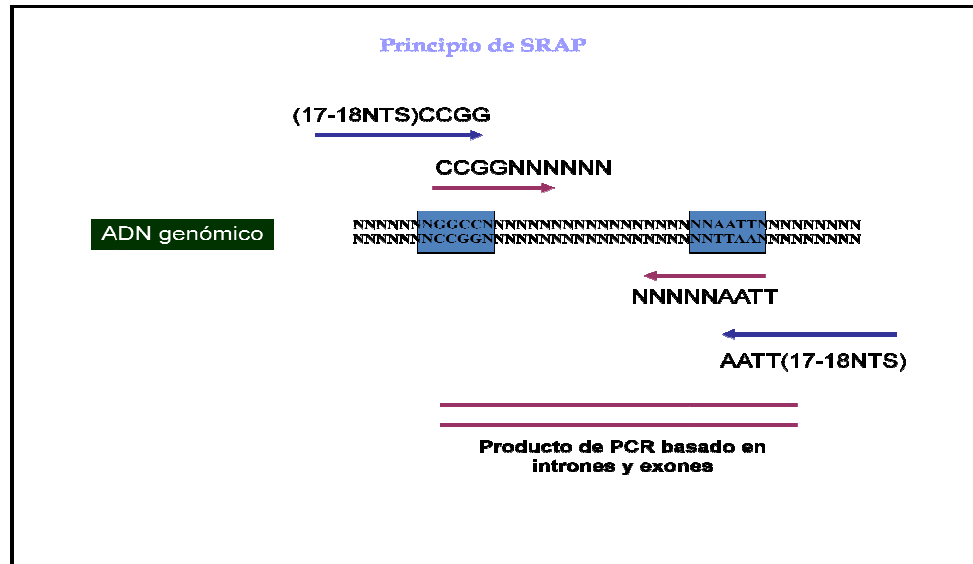 Principio de SRAP
(17-18NTS)CCGG
CCGGNNNNNN
ADN genómico
NNNNNNNGGCCNNNNNNNNNNNNNNNNNNNNNAATTNNNNNNNNN
NNNNNNNCCGGNNNNNNNNNNNNNNNNNNNNNTTAANNNNNNNNN
NNNNNAATT
AATT(17-18NTS)
Producto de PCR basado en
intrones y exones